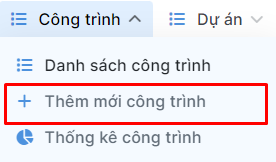 Công trình Dự án
Danh sách công trình
Thêm mới công trình
Thống kê công trình